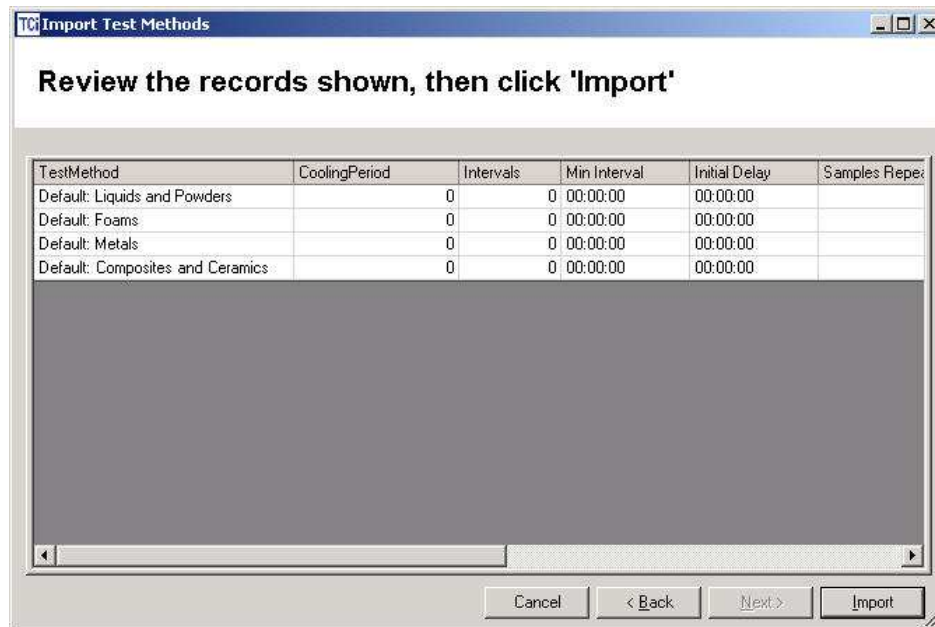 TCi Import Test Methods
Review the records shown, then click 'Import'
TestMethod CoolingPeriod Intervals Min Interval Initial Delay Samples Repea
Default: Liquids and Powders 0 0 00:00:00 00:00:00
Default: Foams 0 0 00:00:00 00:00:00
Default: Metals 0 0 00:00:00 00:00:00
Default: Composites and Ceramics 0 0 00:00:00 00:00:00
Cancel < Back Next > Import